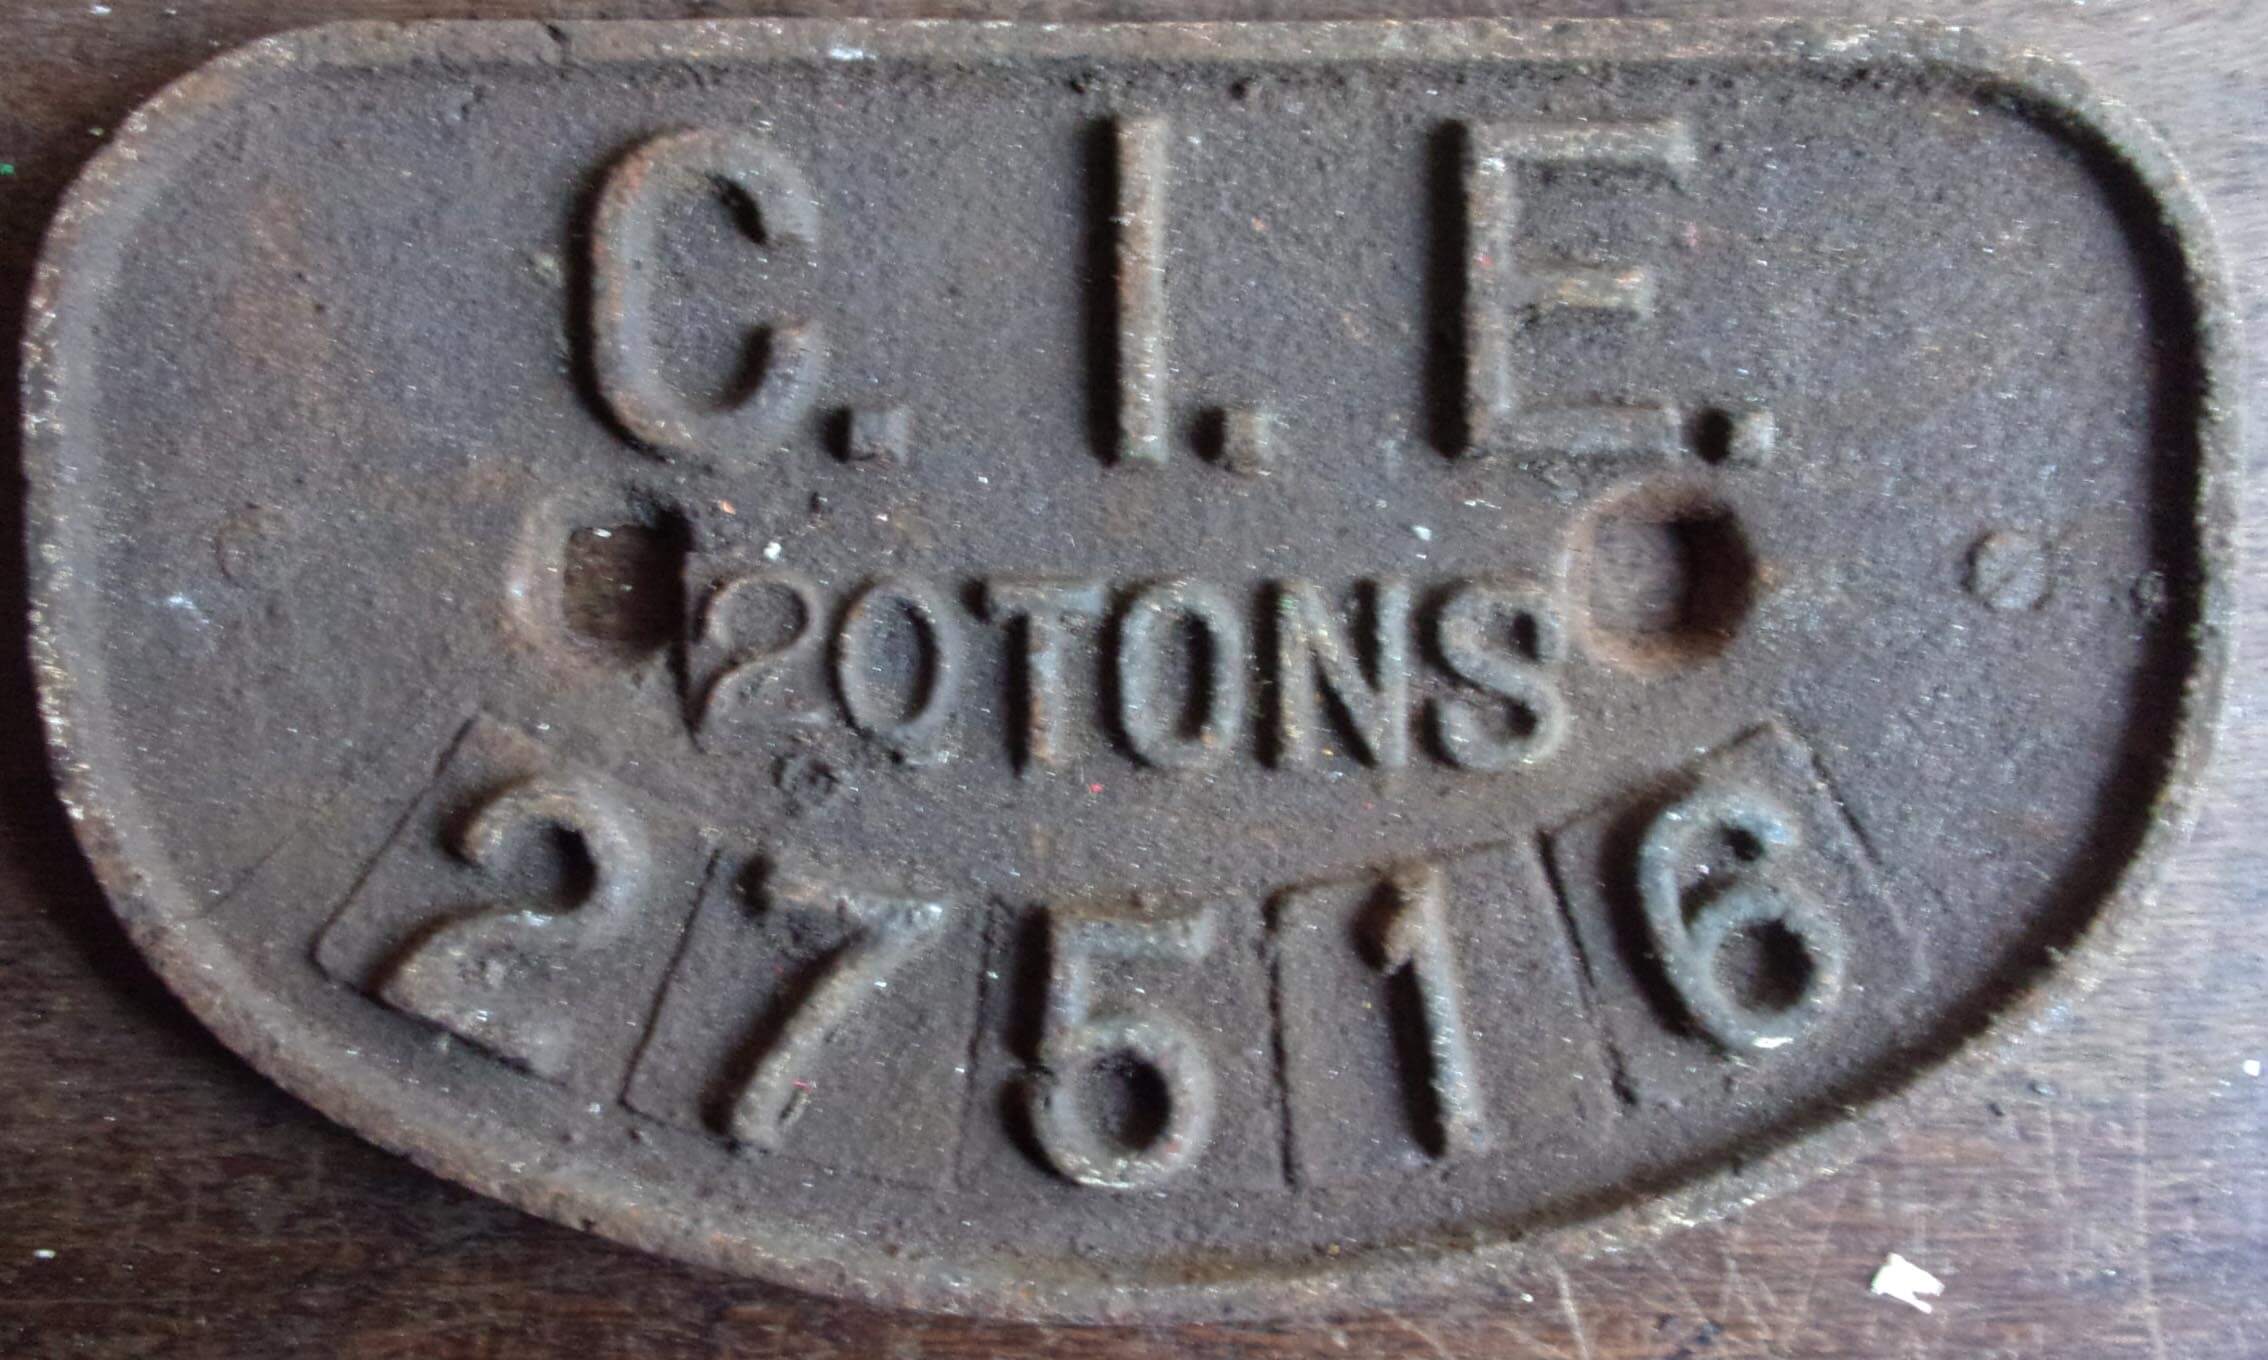 C. I. E.
20TONS
27516